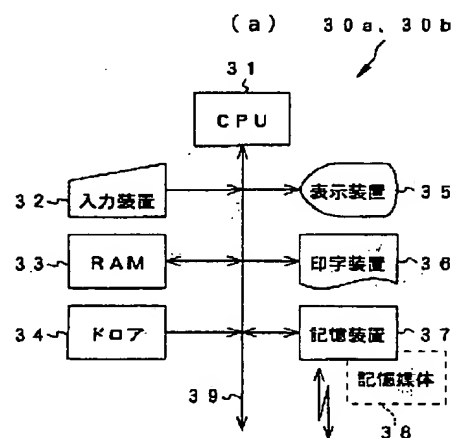 (a) 30a、30b
31
CPU
32 入力装置 表示装置 35
33 RAM 印字装置 36
34 ドロア 記憶装置 37
39 記憶媒体
38